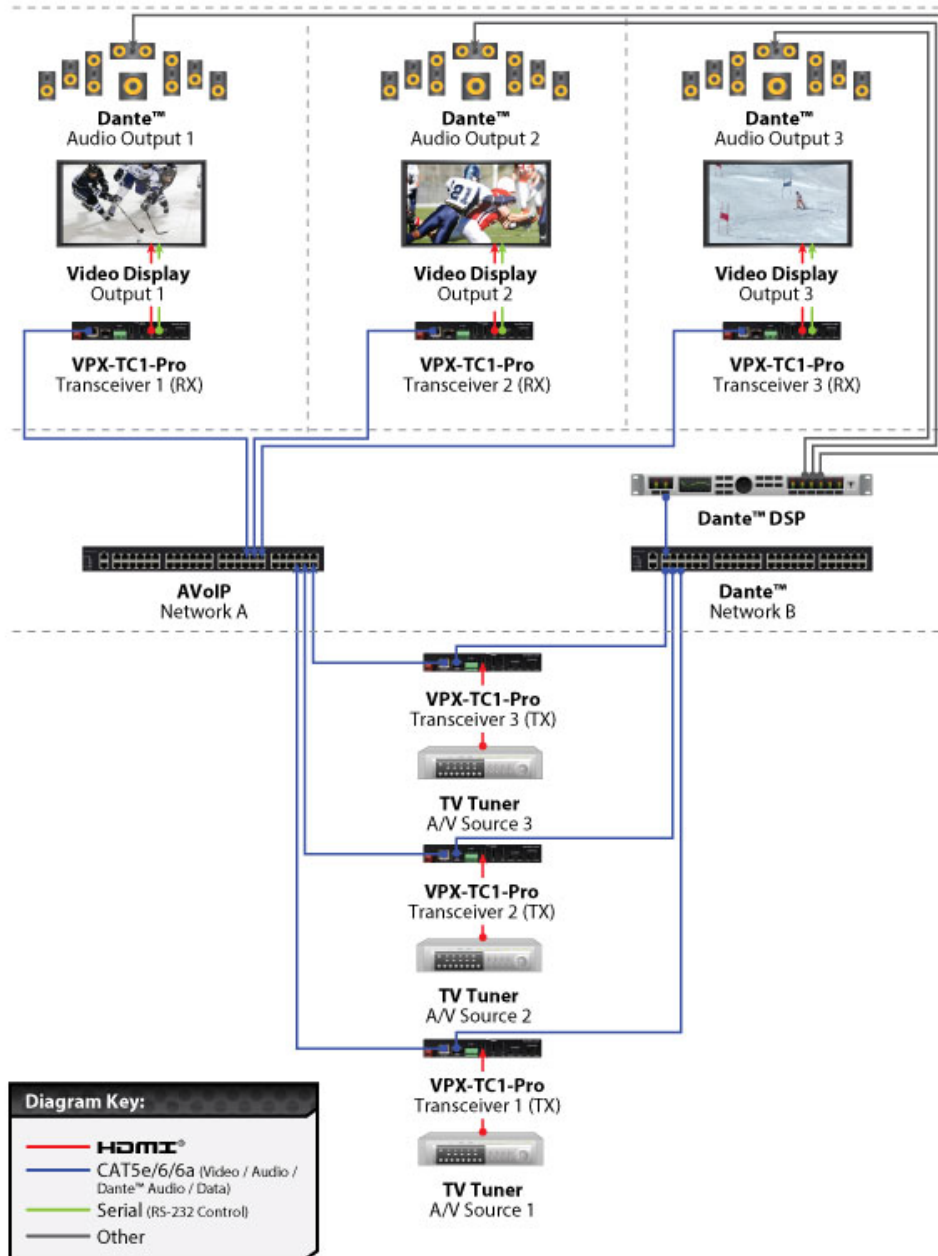 Dante™
Audio Output 1
Dante™
Audio Output 2
Dante™
Audio Output 3
21
Video Display
Output 1
Video Display
Output 2
Video Display
Output 3
VPX-TC1-Pro
Transceiver 1 (RX)
VPX-TC1-Pro
Transceiver 2 (RX)
VPX-TC1-Pro
Transceiver 3 (RX)
Dante™ DSP
AVoIP
Network A
Dante™
Network B
VPX-TC1-Pro
Transceiver 3 (TX)
TV Tuner
A/V Source 3
VPX-TC1-Pro
Transceiver 2 (TX)
TV Tuner
A/V Source 2
VPX-TC1-Pro
Transceiver 1 (TX)
TV Tuner
A/V Source 1
Diagram Key:
HDMI®
CAT5e/6/6a (Video / Audio /
Dante™ Audio / Data)
Serial (RS-232 Control)
Other